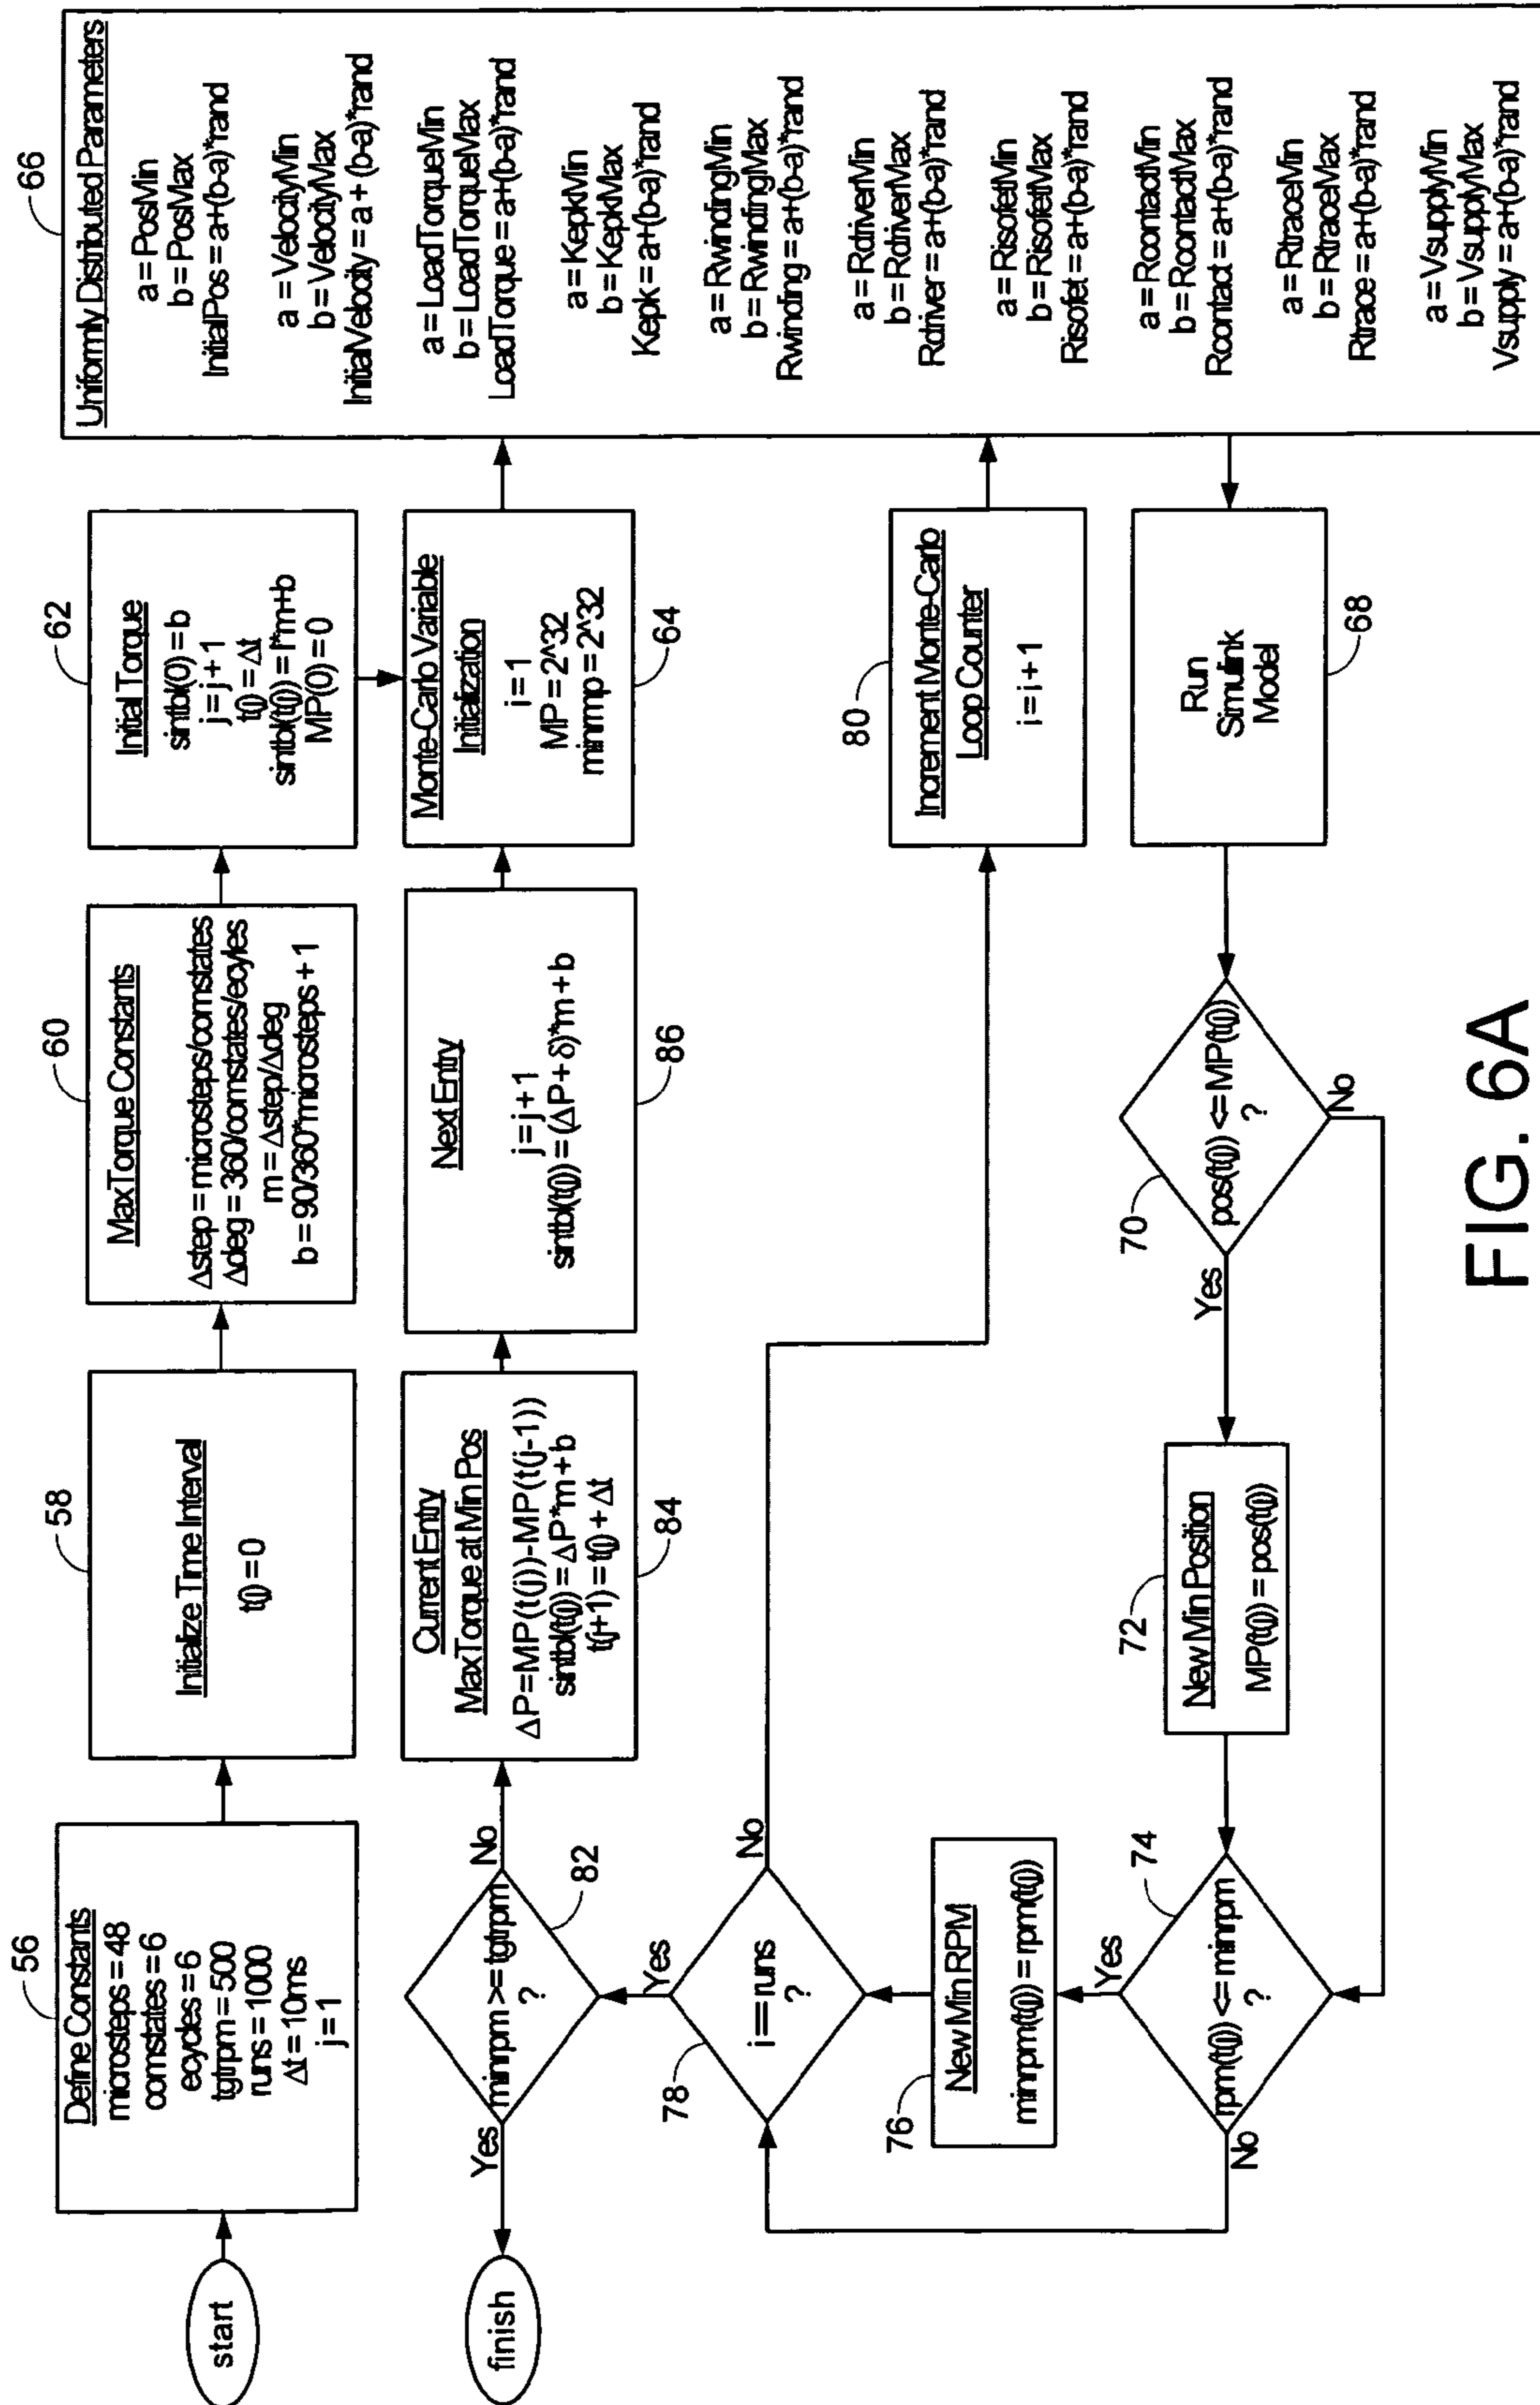 start
56
Define Constants
microsteps = 48
comstates = 6
ecycles = 6
tgtrpm = 500
runs = 1000
Δt = 10ms
j = 1
58
Initialize Time Interval
t(j) = 0
60
MaxTorque Constants
Δstep = microsteps/comstates
Δdeg = 360/comstates/ecyles
m = Δstep/Δdeg
b = 90/360*microsteps + 1
62
Initial Torque
sintbl(0) = b
j = j + 1
t(j) = Δt
sintbl(t(j)) = l*m+b
MP(0) = 0
64
Monte-Carlo Variable
Initialization
i = 1
MP = 2^32
minrmp = 2^32
66
Uniformly Distributed Parameters
a = PosMin
b = PosMax
InitialPos = a+(b-a)*rand
a = VelocityMin
b = VelocityMax
InitialVelocity = a + (b-a)*rand
a = LoadTorqueMin
b = LoadTorqueMax
LoadTorque = a+(b-a)*rand
a = KepkMin
b = KepkMax
Kepk = a+(b-a)*rand
a = RwindingMin
b = RwindingMax
Rwinding = a+(b-a)*rand
a = RdriverMin
b = RdriverMax
Rdriver = a+(b-a)*rand
a = RisofetMin
b = RisofetMax
Risofet = a+(b-a)*rand
a = RcontactMin
b = RcontactMax
Rcontact = a+(b-a)*rand
a = RtraceMin
b = RtraceMax
Rtrace = a+(b-a)*rand
a = VsupplyMin
b = VsupplyMax
Vsupply = a+(b-a)*rand
68
Run
Simulink
Model
70
pos(t(j)) <= MP(t(j))
?
Yes
No
72
New Min Position
MP(t(j)) = pos(t(j))
74
rpm(t(j)) <= minrpm
?
Yes
No
76
New Min RPM
minrpm(t(j)) = rpm(t(j))
78
i == runs
?
Yes
No
80
Increment Monte-Carlo
Loop Counter
i = i + 1
82
minrpm >= tgtrpm
?
Yes
No
finish
84
Current Entry
MaxTorque at Min Pos
ΔP=MP(t(j))-MP(t(j-1))
sintbl(t(j)) = ΔP*m + b
t(j+1) = t(j) + Δt
86
Next Entry
j = j + 1
sintbl(t(j)) = (ΔP + δ)*m + b
FIG. 6A